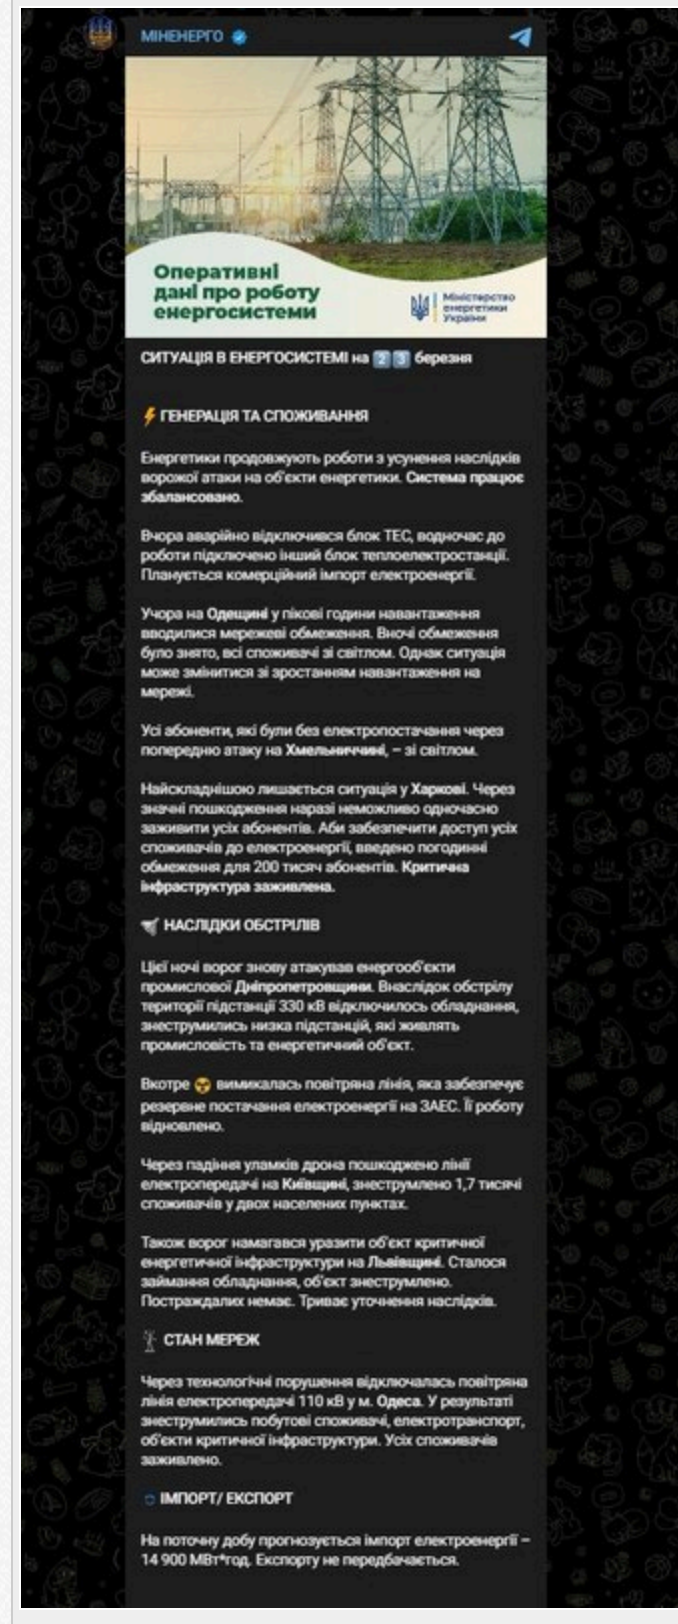 МІНЕНЕРГО
Оперативні
дані про роботу
енергосистеми
Міністерство
енергетики
України
СИТУАЦІЯ В ЕНЕРГОСИСТЕМІ на 2️⃣3️⃣ березня
⚡ ГЕНЕРАЦІЯ ТА СПОЖИВАННЯ
Енергетики продовжують роботи з усунення наслідків
ворожої атаки на об'єкти енергетики. Система працює
збалансовано.
Вчора аварійно відключився блок ТЕС, водночас до
роботи підключено інший блок теплоелектростанції.
Планується комерційний імпорт електроенергії.
Учора на Одещині у пікові години навантаження
вводилися мережеві обмеження. Вночі обмеження
було знято, всі споживачі зі світлом. Однак ситуація
може змінитися зі зростанням навантаження на
мережі.
Усі абоненти, які були без електропостачання через
попередню атаку на Хмельниччині, – зі світлом.
Найскладнішою лишається ситуація у Харкові. Через
значні пошкодження наразі неможливо одночасно
заживити усіх абонентів. Аби забезпечити доступ усіх
споживачів до електроенергії, введено погодинні
обмеження для 200 тисяч абонентів. Критична
інфраструктура заживлена.
НАСЛІДКИ ОБСТРІЛІВ
Цієї ночі ворог знову атакував енергооб'єкти
промислової Дніпропетровщини. Внаслідок обстрілу
території підстанції 330 кВ відключилось обладнання,
знеструмились низка підстанцій, які живлять
промисловість та енергетичний об'єкт.
Вкотре ☢ вимикалась повітряна лінія, яка забезпечує
резервне постачання електроенергії на ЗАЕС. Її роботу
відновлено.
Через падіння уламків дрона пошкоджено лінії
електропередачі на Київщині, знеструмлено 1,7 тисячі
споживачів у двох населених пунктах.
Також ворог намагався уразити об'єкт критичної
енергетичної інфраструктури на Львівщині. Сталося
займання обладнання, об'єкт знеструмлено.
Постраждалих немає. Триває уточнення наслідків.
СТАН МЕРЕЖ
Через технологічні порушення відключалась повітряна
лінія електропередачі 110 кВ у м. Одеса. У результаті
знеструмились побутові споживачі, електротранспорт,
об'єкти критичної інфраструктури. Усіх споживачів
заживлено.
ІМПОРТ/ ЕКСПОРТ
На поточну добу прогнозується імпорт електроенергії –
14 900 МВт*год. Експорту не передбачається.